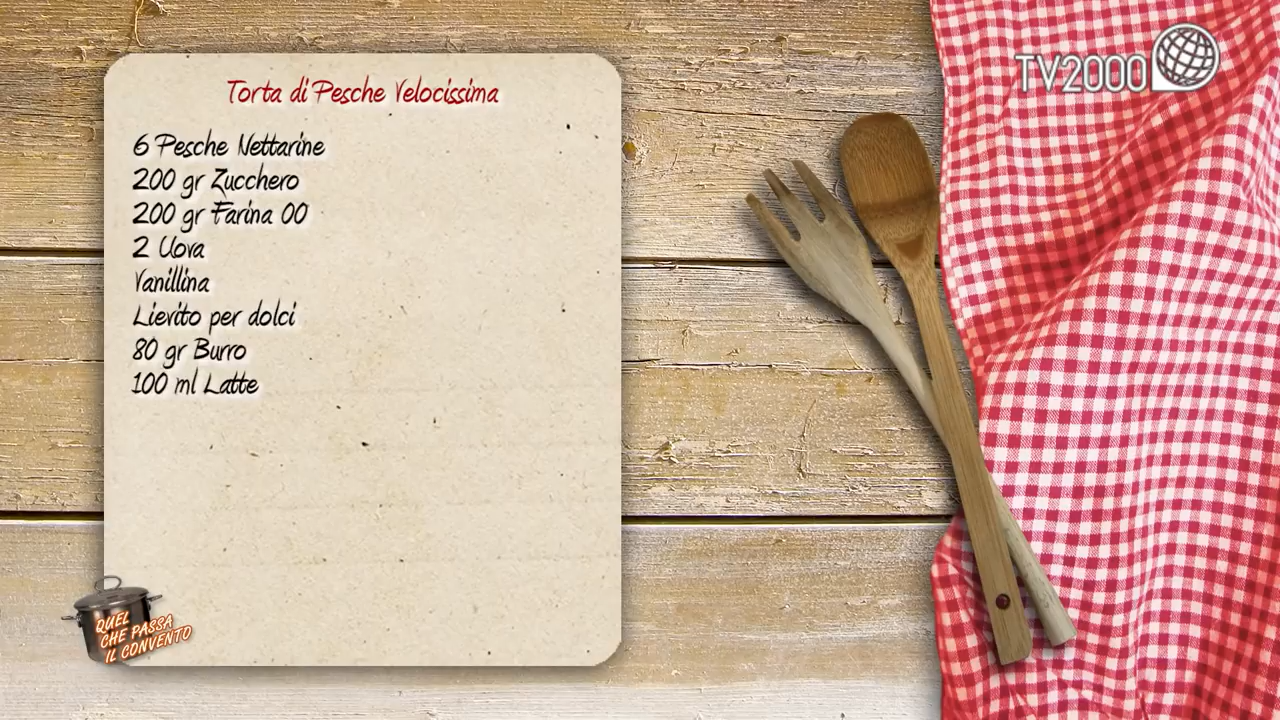 Torta di Pesche Velocissima
6 Pesche Nettarine
200 gr Zucchero
200 gr Farina 00
2 Uova
Vanillina
Lievito per dolci
80 gr Burro
100 ml Latte
TV2000
QUEL
CHE PASSA
IL CONVENTO